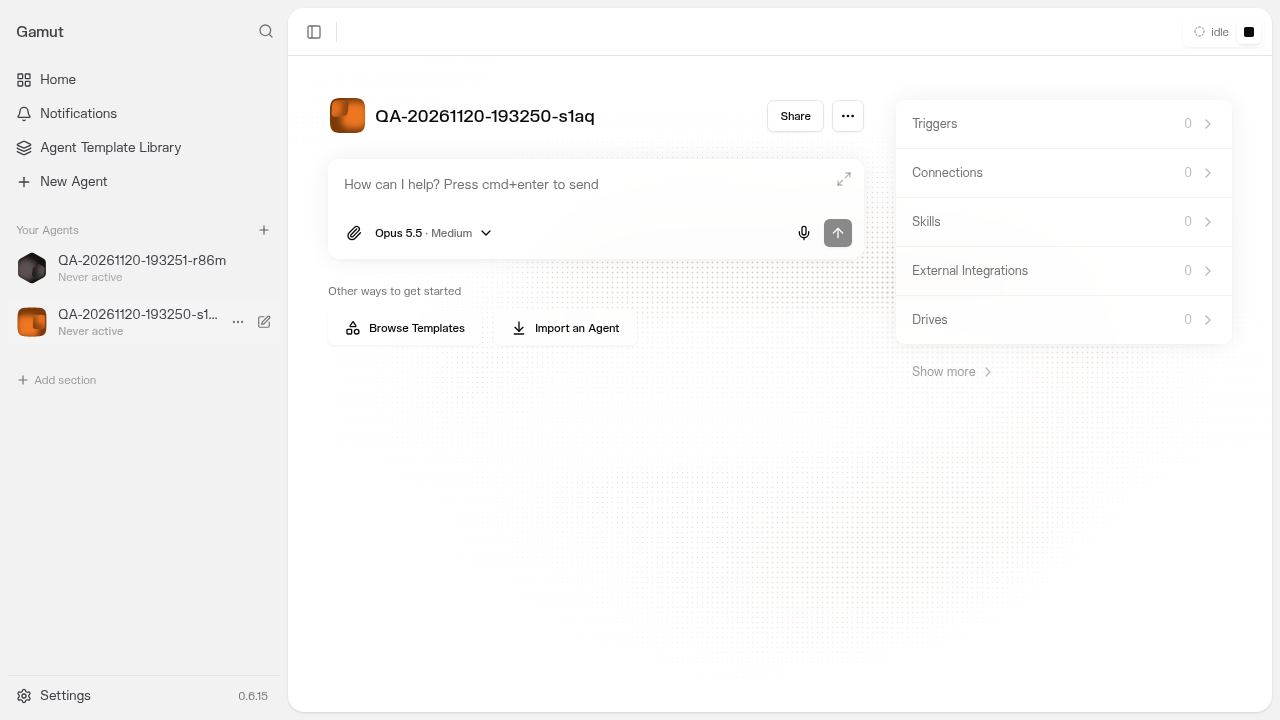 Gamut
Home
Notifications
Agent Template Library
New Agent
Your Agents
QA-20261120-193251-r86m
Never active
QA-20261120-193250-s1...
Never active
Add section
Settings
0.6.15
idle
QA-20261120-193250-s1aq
Share
How can I help? Press cmd+enter to send
Opus 5.5 · Medium
Other ways to get started
Browse Templates
Import an Agent
Triggers 0
Connections 0
Skills 0
External Integrations 0
Drives 0
Show more